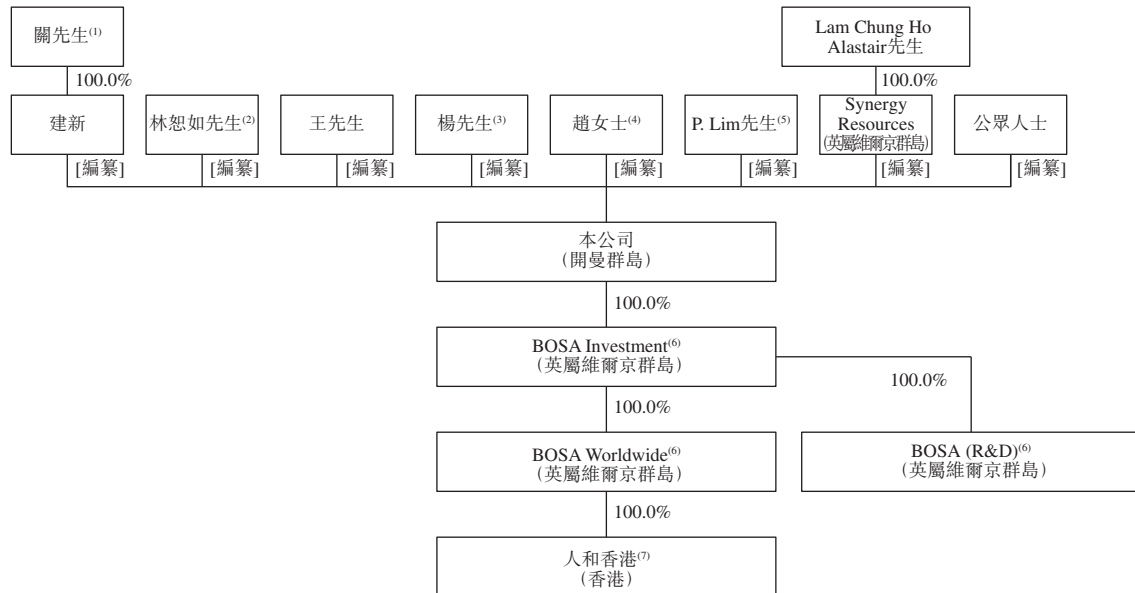 關先生(1)
Lam Chung Ho
Alastair先生
100.0%
100.0%
建新
林恕如先生(2)
王先生
楊先生(3)
趙女士(4)
P. Lim先生(5)
Synergy
Resources
(英屬維爾京群島)
公眾人士
[編纂]
[編纂]
[編纂]
[編纂]
[編纂]
[編纂]
[編纂]
[編纂]
本公司
(開曼群島)
100.0%
BOSA Investment(6)
(英屬維爾京群島)
100.0%
100.0%
BOSA Worldwide(6)
(英屬維爾京群島)
BOSA (R&D)(6)
(英屬維爾京群島)
100.0%
人和香港(7)
(香港)